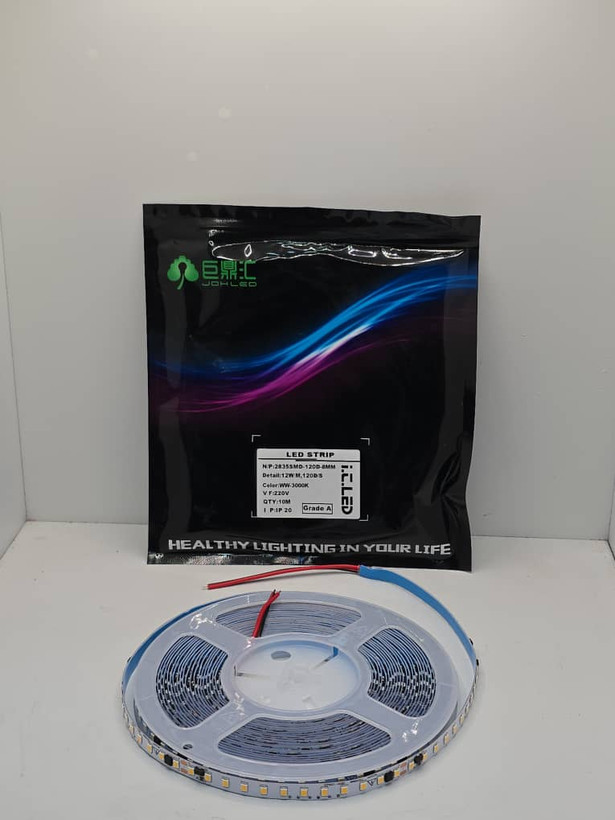 巨鼎汇
JDHLED
LED STRIP
N/P:2835SMD-120D-8MM
Detail:12W/M,120D/S
Color:WW-3000K
V F:220V
QTY:10M
I P:IP 20
Grade A
i.c.LED
HEALTHY LIGHTING IN YOUR LIFE